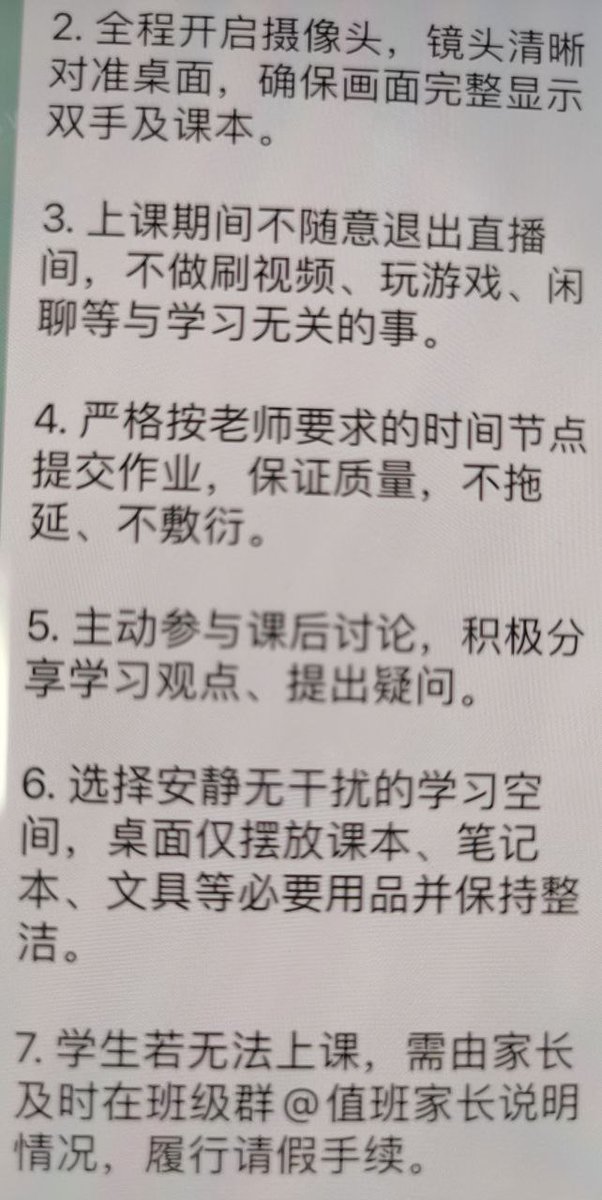 2. 全程开启摄像头，镜头清晰
对准桌面，确保画面完整显示
双手及课本。
3. 上课期间不随意退出直播
间，不做刷视频、玩游戏、闲
聊等与学习无关的事。
4. 严格按老师要求的时间节点
提交作业，保证质量，不拖
延、不敷衍。
5. 主动参与课后讨论，积极分
享学习观点、提出疑问。
6. 选择安静无干扰的学习空
间，桌面仅摆放课本、笔记
本、文具等必要用品并保持整
洁。
7. 学生若无法上课，需由家长
及时在班级群@值班家长说明
情况，履行请假手续。